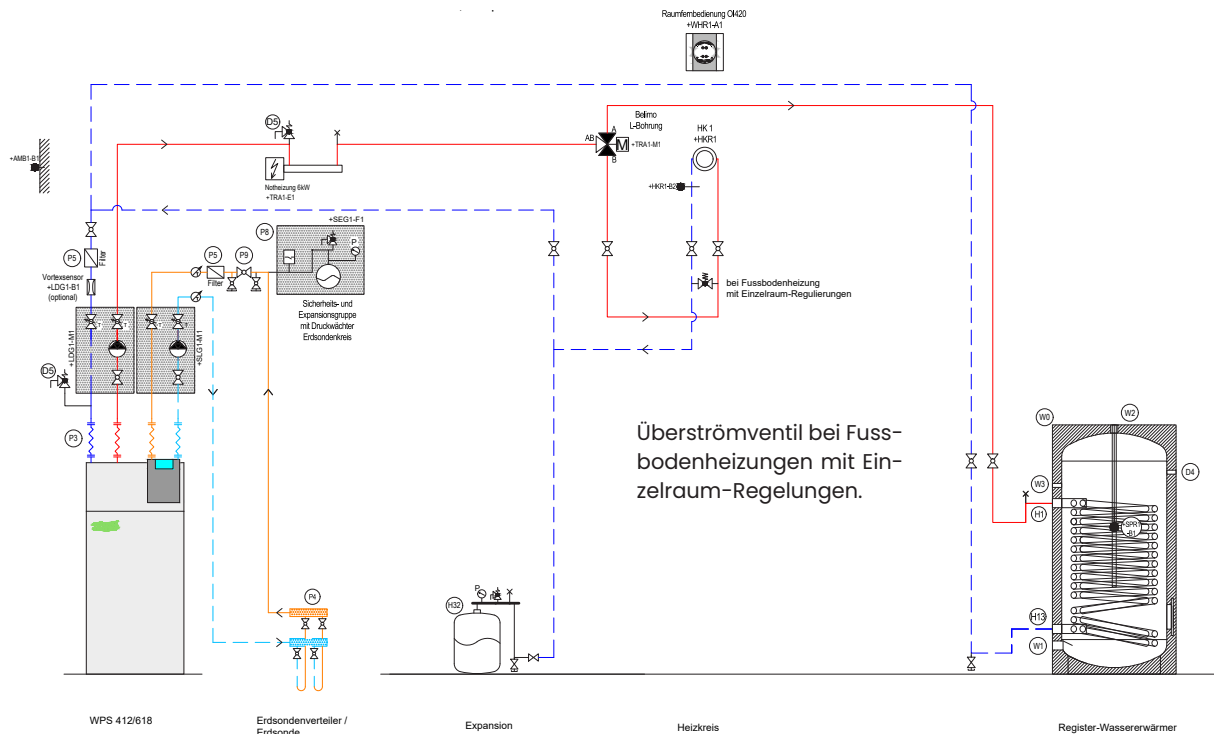 Raumfernbedienung OI420
+WHR1-A1
Belimo
L-Bohrung
A
AB
M
+TRA1-M1
B
HK 1
+HKR1
D5
+AMB1-B1
Notheizung 6kW
+TRA1-E1
+HKR1-B2
+SEG1-F1
P8
P
P5
Filter
P5
P9
Filter
Vortexsensor
+LDG1-B1
(optional)
bei Fussbodenheizung
mit Einzelraum-Regulierungen
Sicherheits- und
Expansionsgruppe
mit Druckwächter
Erdsondenkreis
T
T
T
T
+LDG1-M1
+SLG1-M1
D5
P3
Überströmventil bei Fuss-
bodenheizungen mit Ein-
zelraum-Regelungen.
W0
W2
D4
W3
H1
+SPR1
-B1
P4
P
H32
H13
W1
WPS 412/618
Erdsondenverteiler /
Erdsonde
Expansion
Heizkreis
Register-Wassererwärmer